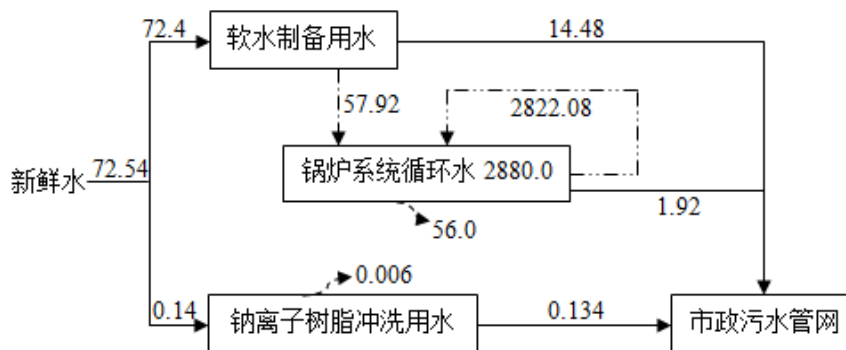 72.4
软水制备用水
14.48
57.92
2822.08
新鲜水
72.54
锅炉系统循环水 2880.0
1.92
56.0
0.006
0.14
钠离子树脂冲洗用水
0.134
市政污水管网